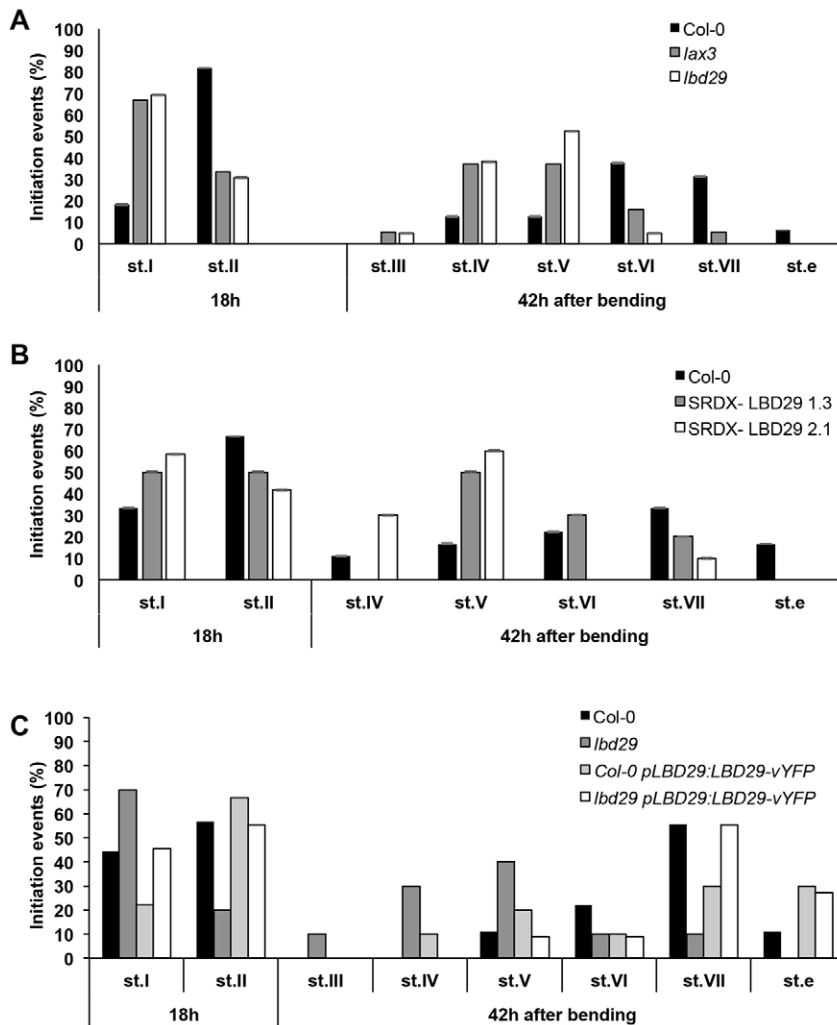 A
Initiation events (%)
100
90
80
70
60
50
40
30
20
10
0
Col-0
lax3
lbd29
st.I st.II st.III st.IV st.V st.VI st.VII st.e
18h 42h after bending
B
Initiation events (%)
100
90
80
70
60
50
40
30
20
10
0
Col-0
SRDX- LBD29 1.3
SRDX- LBD29 2.1
st.I st.II st.IV st.V st.VI st.VII st.e
18h 42h after bending
C
Initiation events (%)
100
90
80
70
60
50
40
30
20
10
0
Col-0
lbd29
Col-0 pLBD29:LBD29-vYFP
lbd29 pLBD29:LBD29-vYFP
st.I st.II st.III st.IV st.V st.VI st.VII st.e
18h 42h after bending